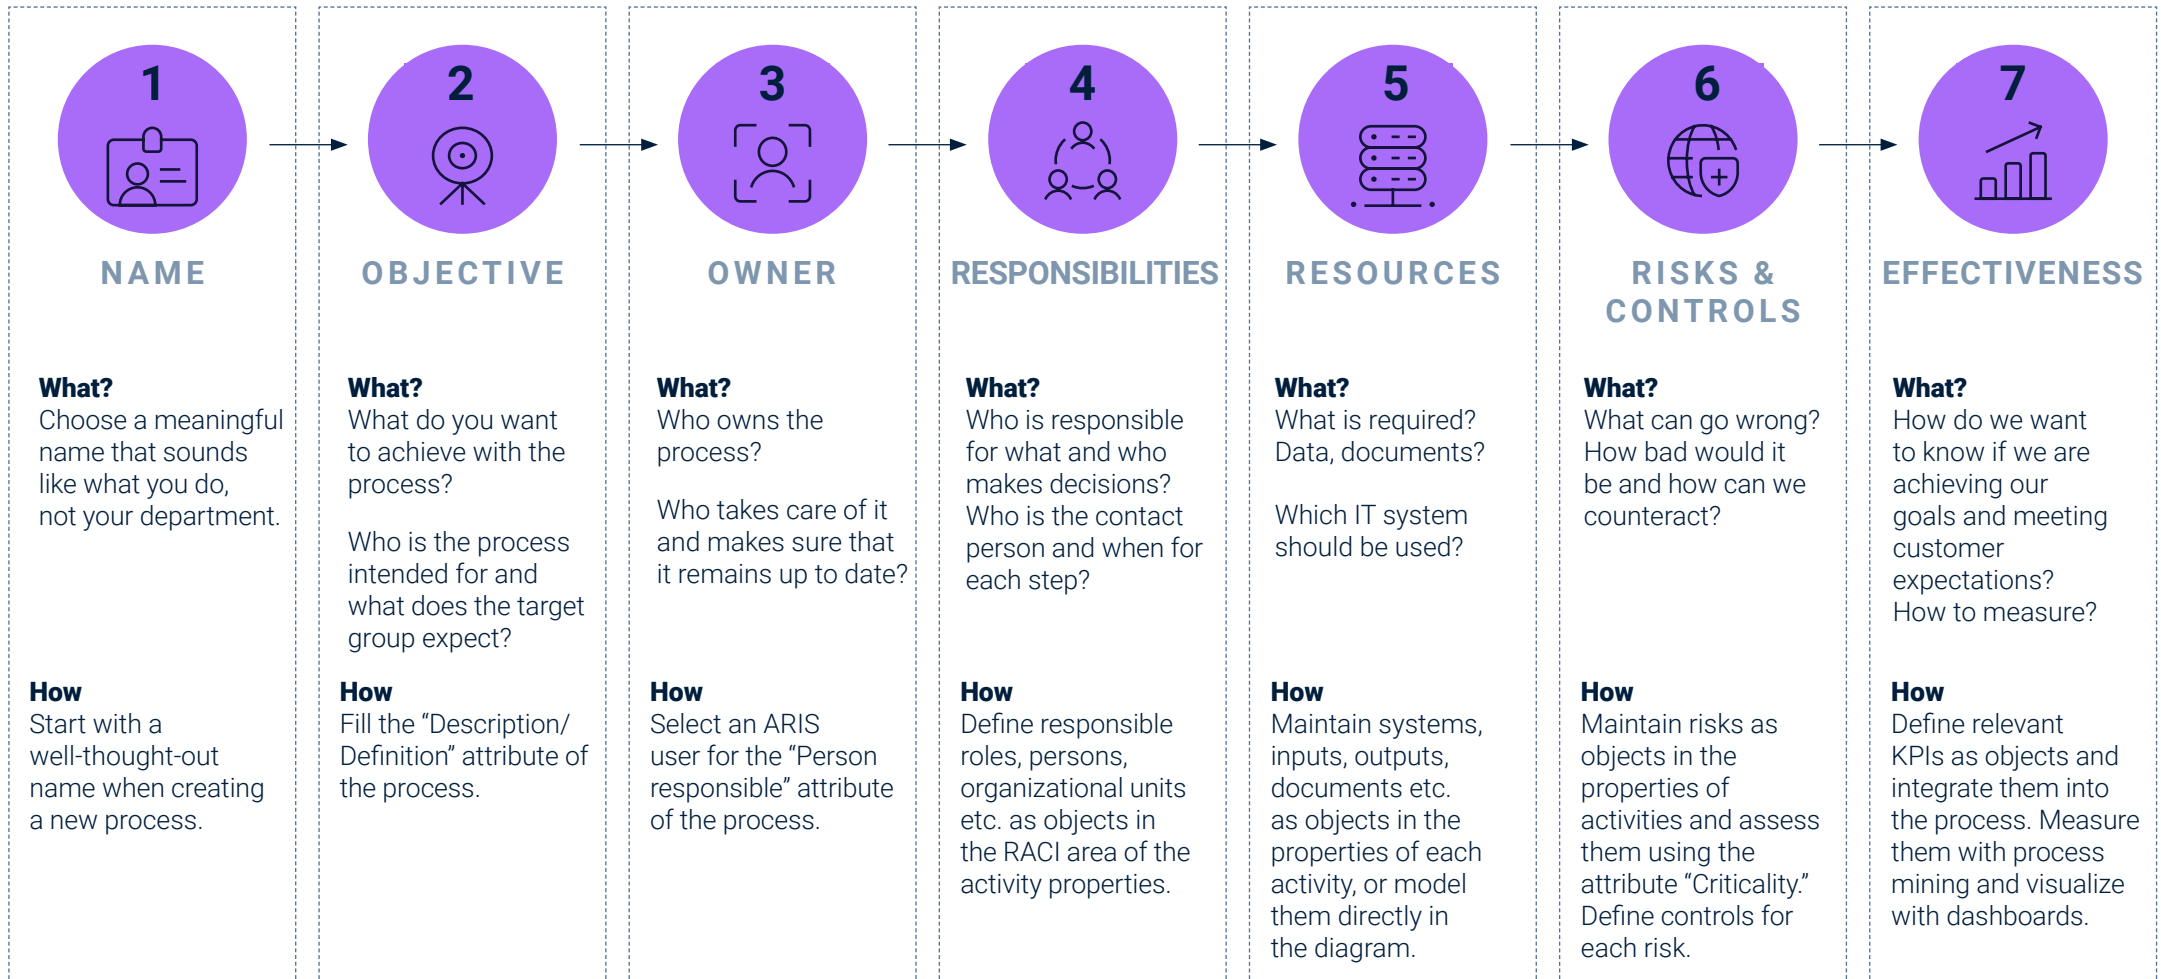 1
NAME
What?
Choose a meaningful
name that sounds
like what you do,
not your department.
How
Start with a
well-thought-out
name when creating
a new process.
2
OBJECTIVE
What?
What do you want
to achieve with the
process?
Who is the process
intended for and
what does the target
group expect?
How
Fill the “Description/
Definition” attribute of
the process.
3
OWNER
What?
Who owns the
process?
Who takes care of it
and makes sure that
it remains up to date?
How
Select an ARIS
user for the “Person
responsible” attribute
of the process.
4
RESPONSIBILITIES
What?
Who is responsible
for what and who
makes decisions?
Who is the contact
person and when for
each step?
How
Define responsible
roles, persons,
organizational units
etc. as objects in
the RACI area of the
activity properties.
5
RESOURCES
What?
What is required?
Data, documents?
Which IT system
should be used?
How
Maintain systems,
inputs, outputs,
documents etc.
as objects in the
properties of each
activity, or model
them directly in
the diagram.
6
RISKS &
CONTROLS
What?
What can go wrong?
How bad would it
be and how can we
counteract?
How
Maintain risks as
objects in the
properties of
activities and assess
them using the
attribute “Criticality.”
Define controls for
each risk.
7
EFFECTIVENESS
What?
How do we want
to know if we are
achieving our
goals and meeting
customer
expectations?
How to measure?
How
Define relevant
KPIs as objects and
integrate them into
the process. Measure
them with process
mining and visualize
with dashboards.